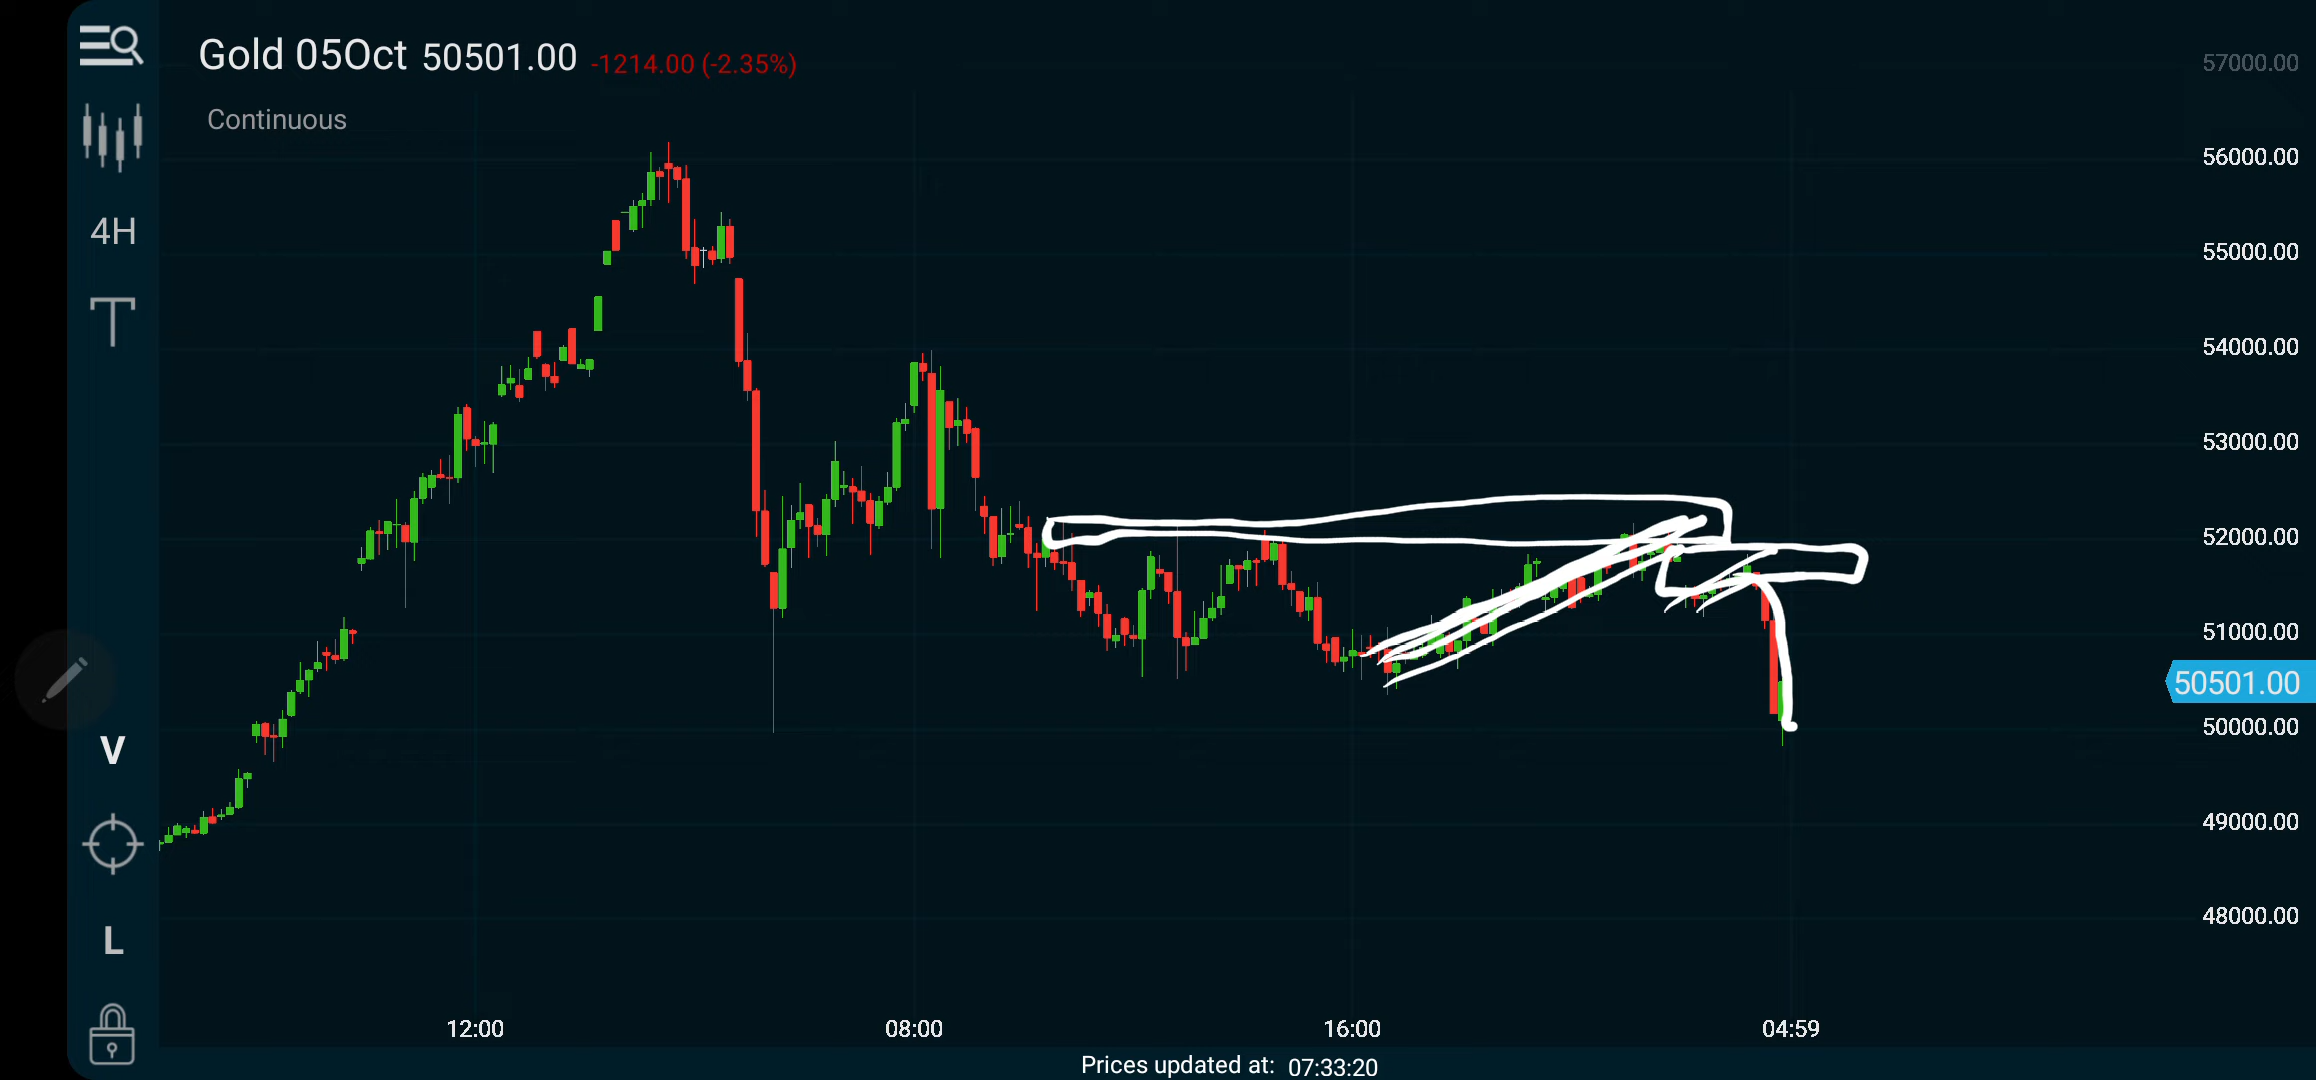 Gold 05Oct 50501.00 -1214.00 (-2.35%)
Continuous
4H
T
V
L
57000.00
56000.00
55000.00
54000.00
53000.00
52000.00
51000.00
50501.00
50000.00
49000.00
48000.00
12:00 08:00 16:00 04:59
Prices updated at: 07:33:20